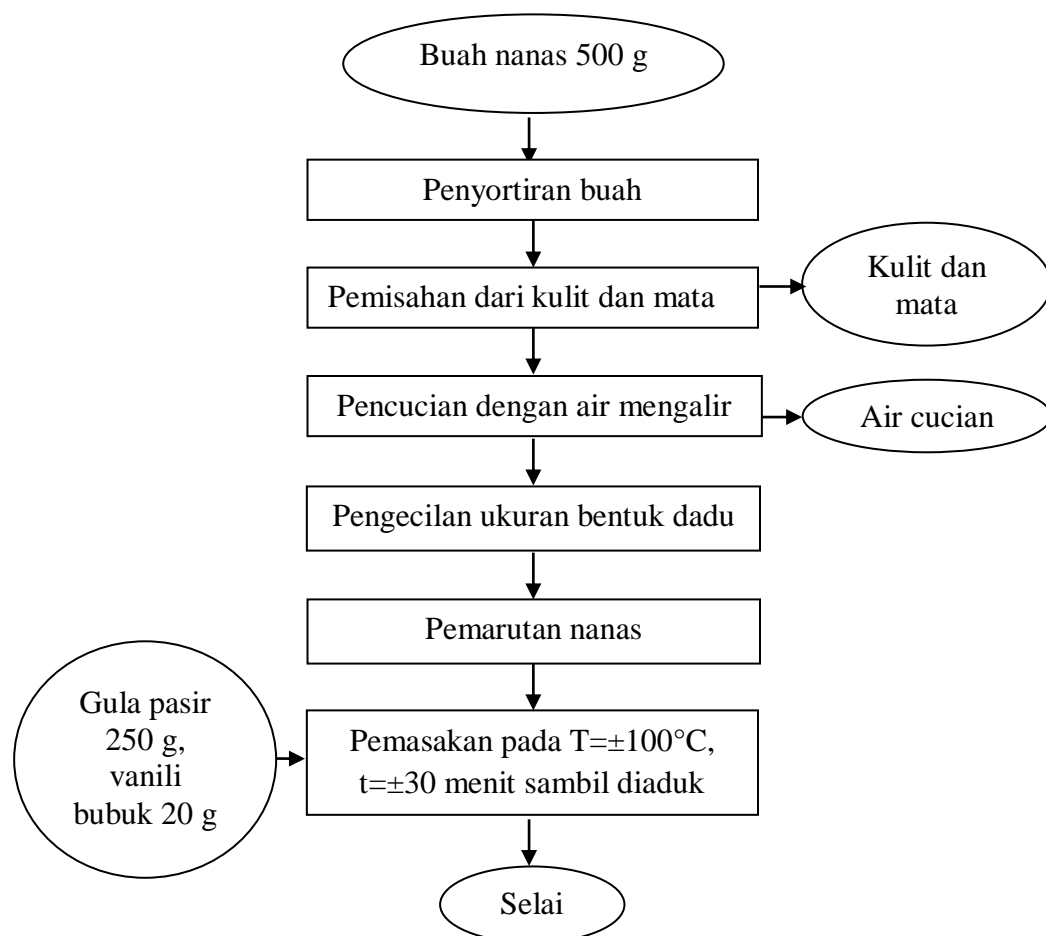 Buah nanas 500 g
Penyortiran buah
Pemisahan dari kulit dan mata
Kulit dan
mata
Pencucian dengan air mengalir
Air cucian
Pengecilan ukuran bentuk dadu
Pemarutan nanas
Gula pasir
250 g,
vanili
bubuk 20 g
Pemasakan pada T=±100°C,
t=±30 menit sambil diaduk
Selai